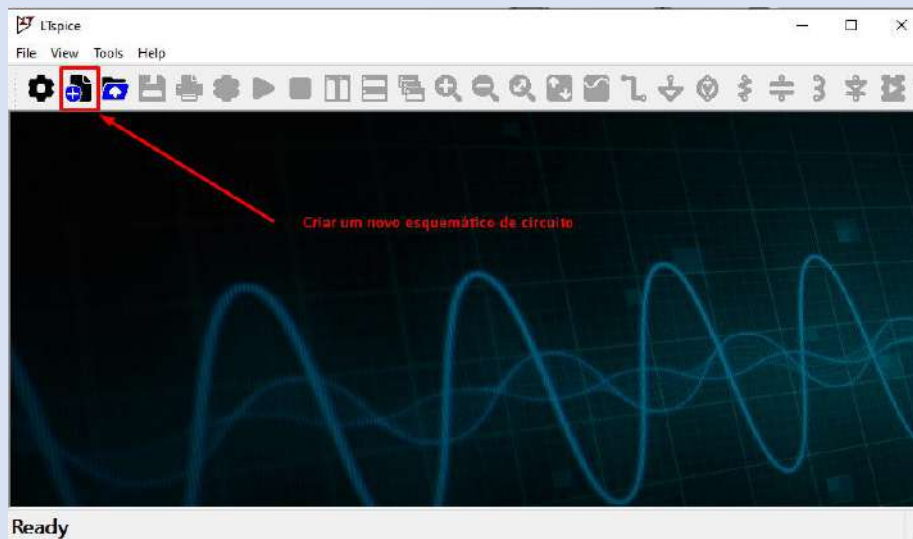 LTspice
File View Tools Help
Criar um novo esquemático de circuito
Ready